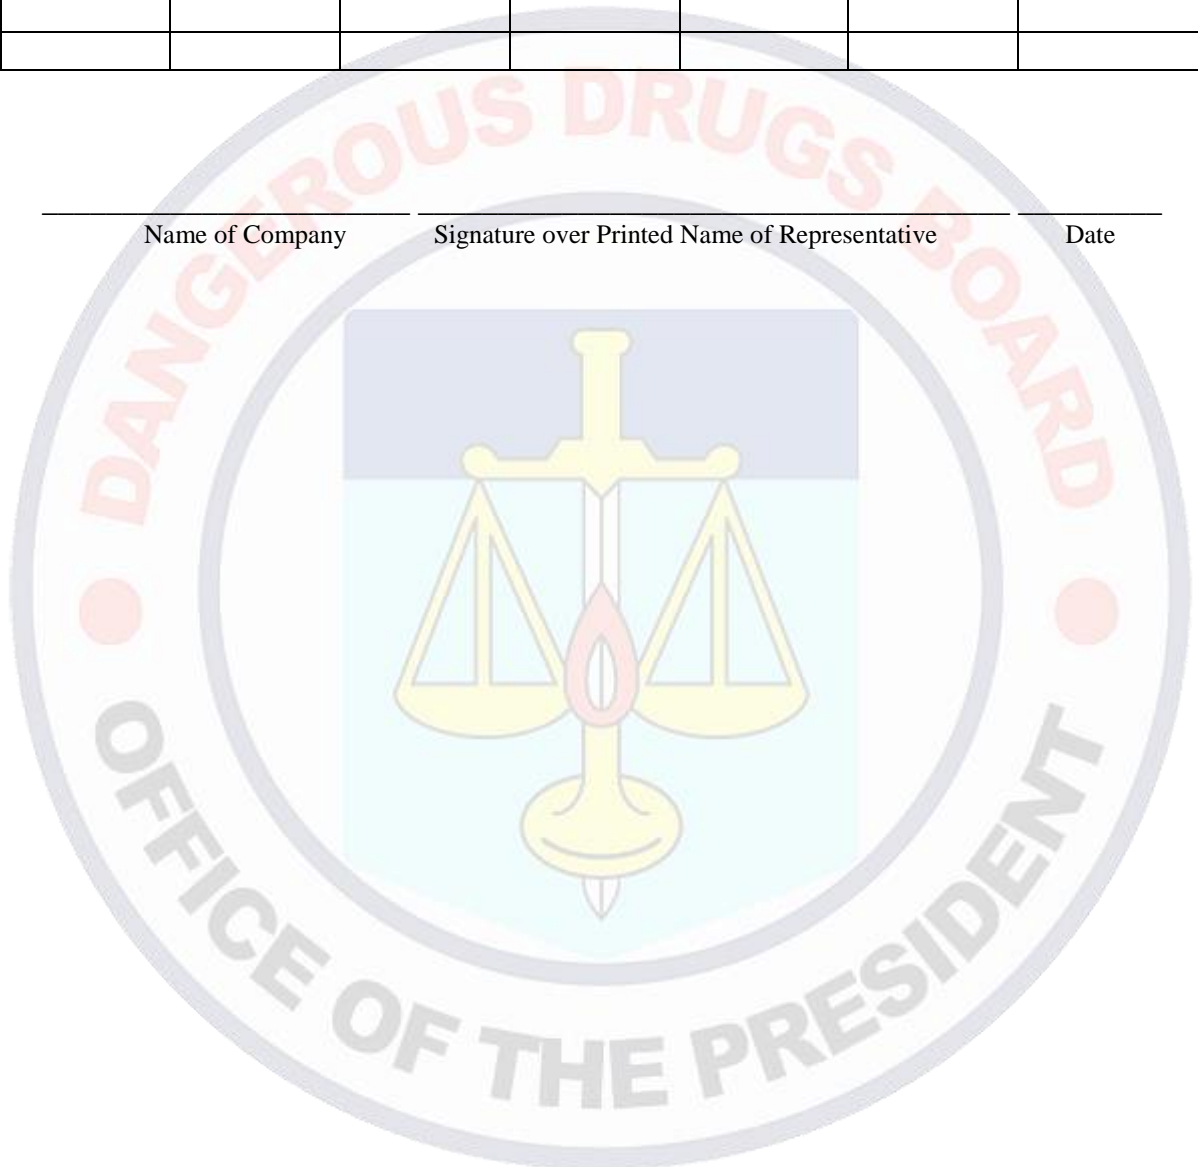 Name of Company Signature over Printed Name of Representative Date
DANGEROUS DRUGS BOARD
OFFICE OF THE PRESIDENT